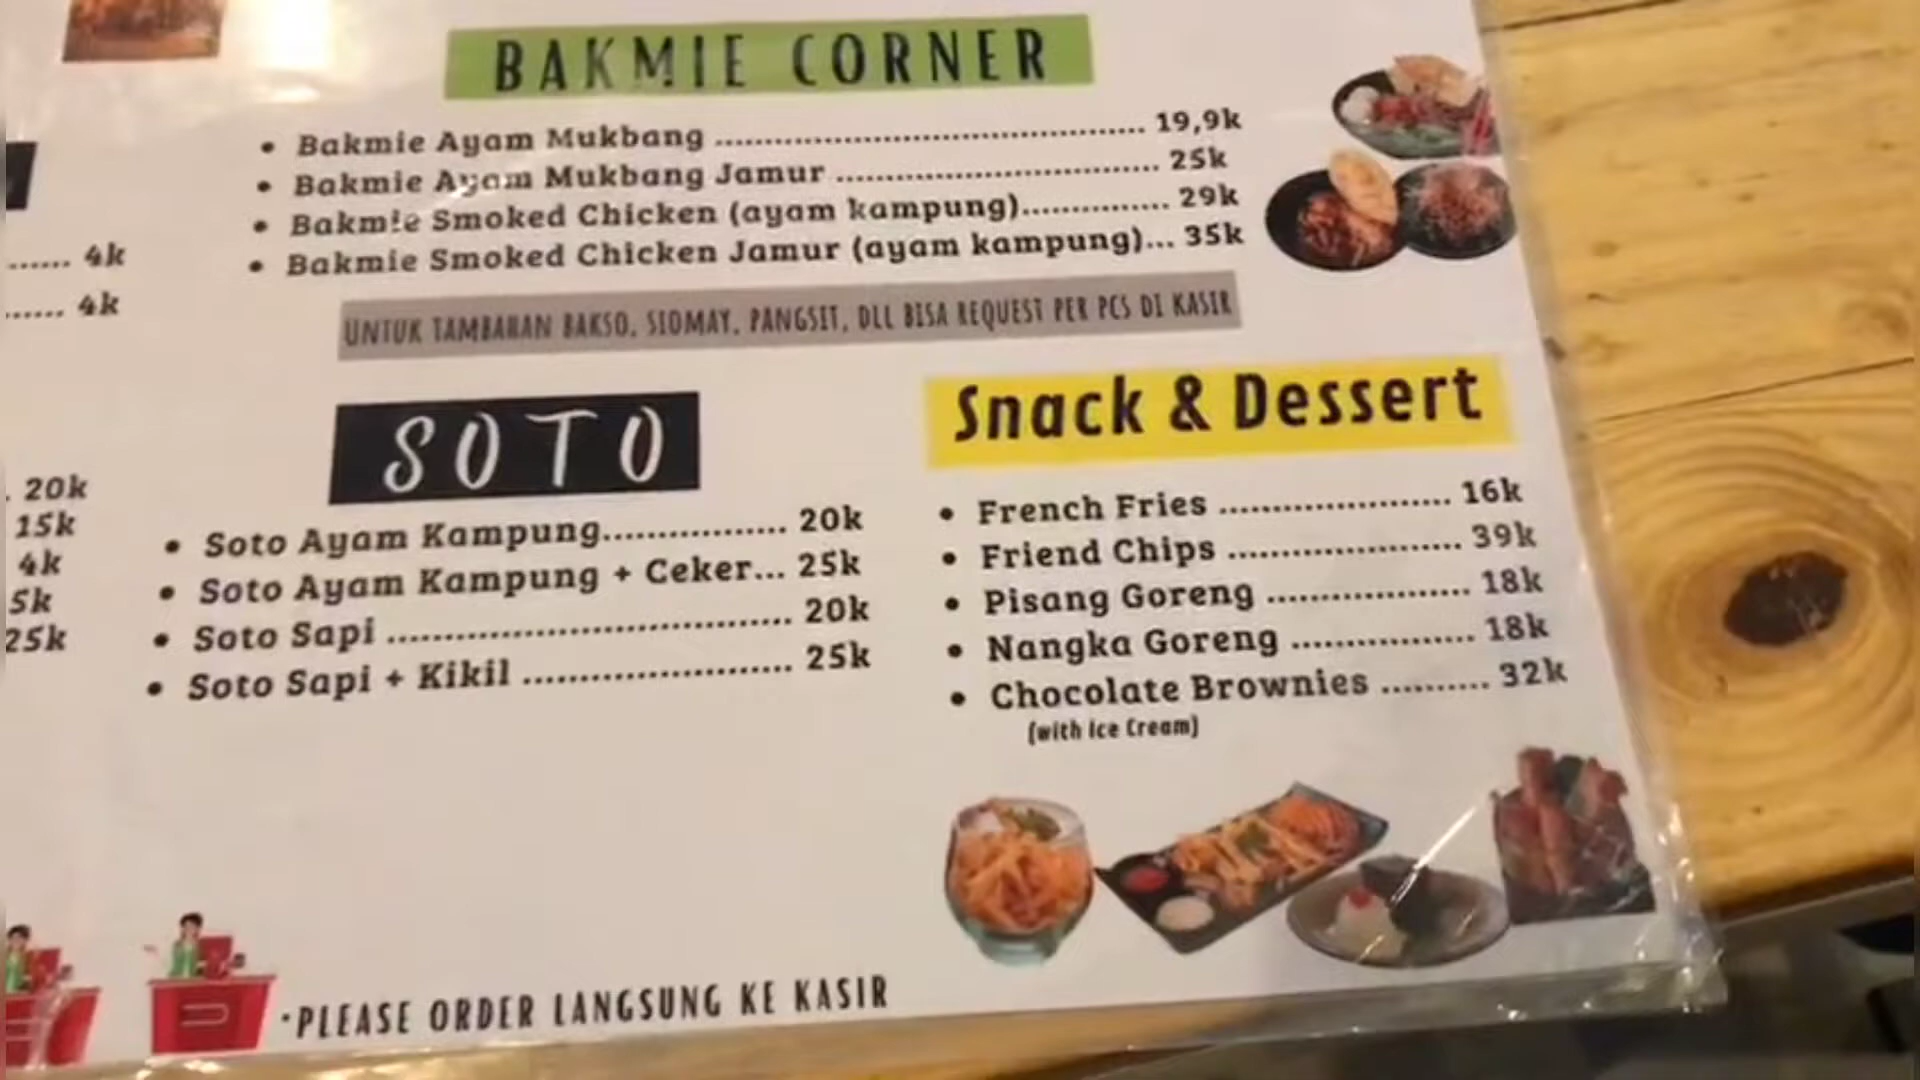 BAKMIE CORNER
• Bakmie Ayam Mukbang ........................................ 19,9k
• Bakmie Ayam Mukbang Jamur .............................. 25k
• Bakmie Smoked Chicken (ayam kampung)............... 29k
• Bakmie Smoked Chicken Jamur (ayam kampung)... 35k
UNTUK TAMBAHAN BAKSO, SIOMAY, PANGSIT, DLL BISA REQUEST PER PCS DI KASIR
...... 4k
...... 4k
. 20k
15k
4k
5k
25k
SOTO
• Soto Ayam Kampung................ 20k
• Soto Ayam Kampung + Ceker... 25k
• Soto Sapi ................................... 20k
• Soto Sapi + Kikil ....................... 25k
Snack & Dessert
• French Fries ..................... 16k
• Friend Chips ..................... 39k
• Pisang Goreng .................. 18k
• Nangka Goreng ................ 18k
• Chocolate Brownies .......... 32k
(with Ice Cream)
•PLEASE ORDER LANGSUNG KE KASIR